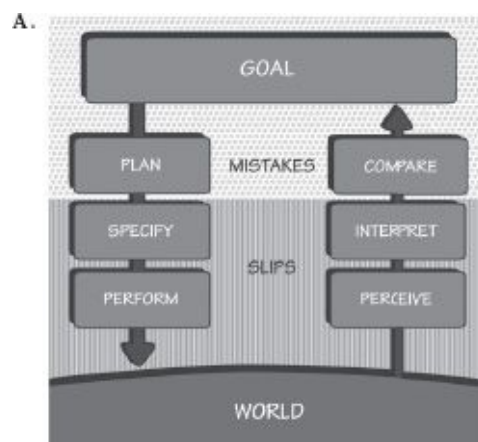 A.
GOAL
PLAN
MISTAKES
COMPARE
SPECIFY
INTERPRET
SLIPS
PERFORM
PERCEIVE
WORLD